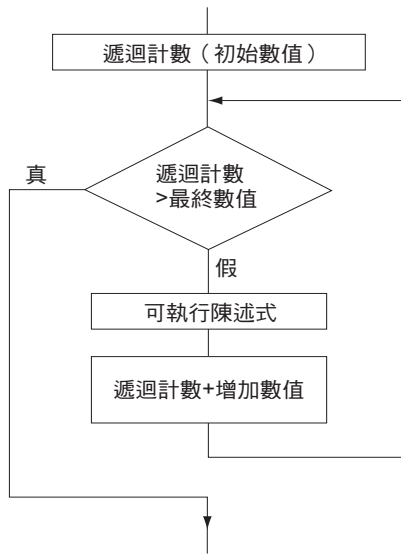 遞迴計數（初始數值）
遞迴計數
>最終數值
真
假
可執行陳述式
遞迴計數+增加數值